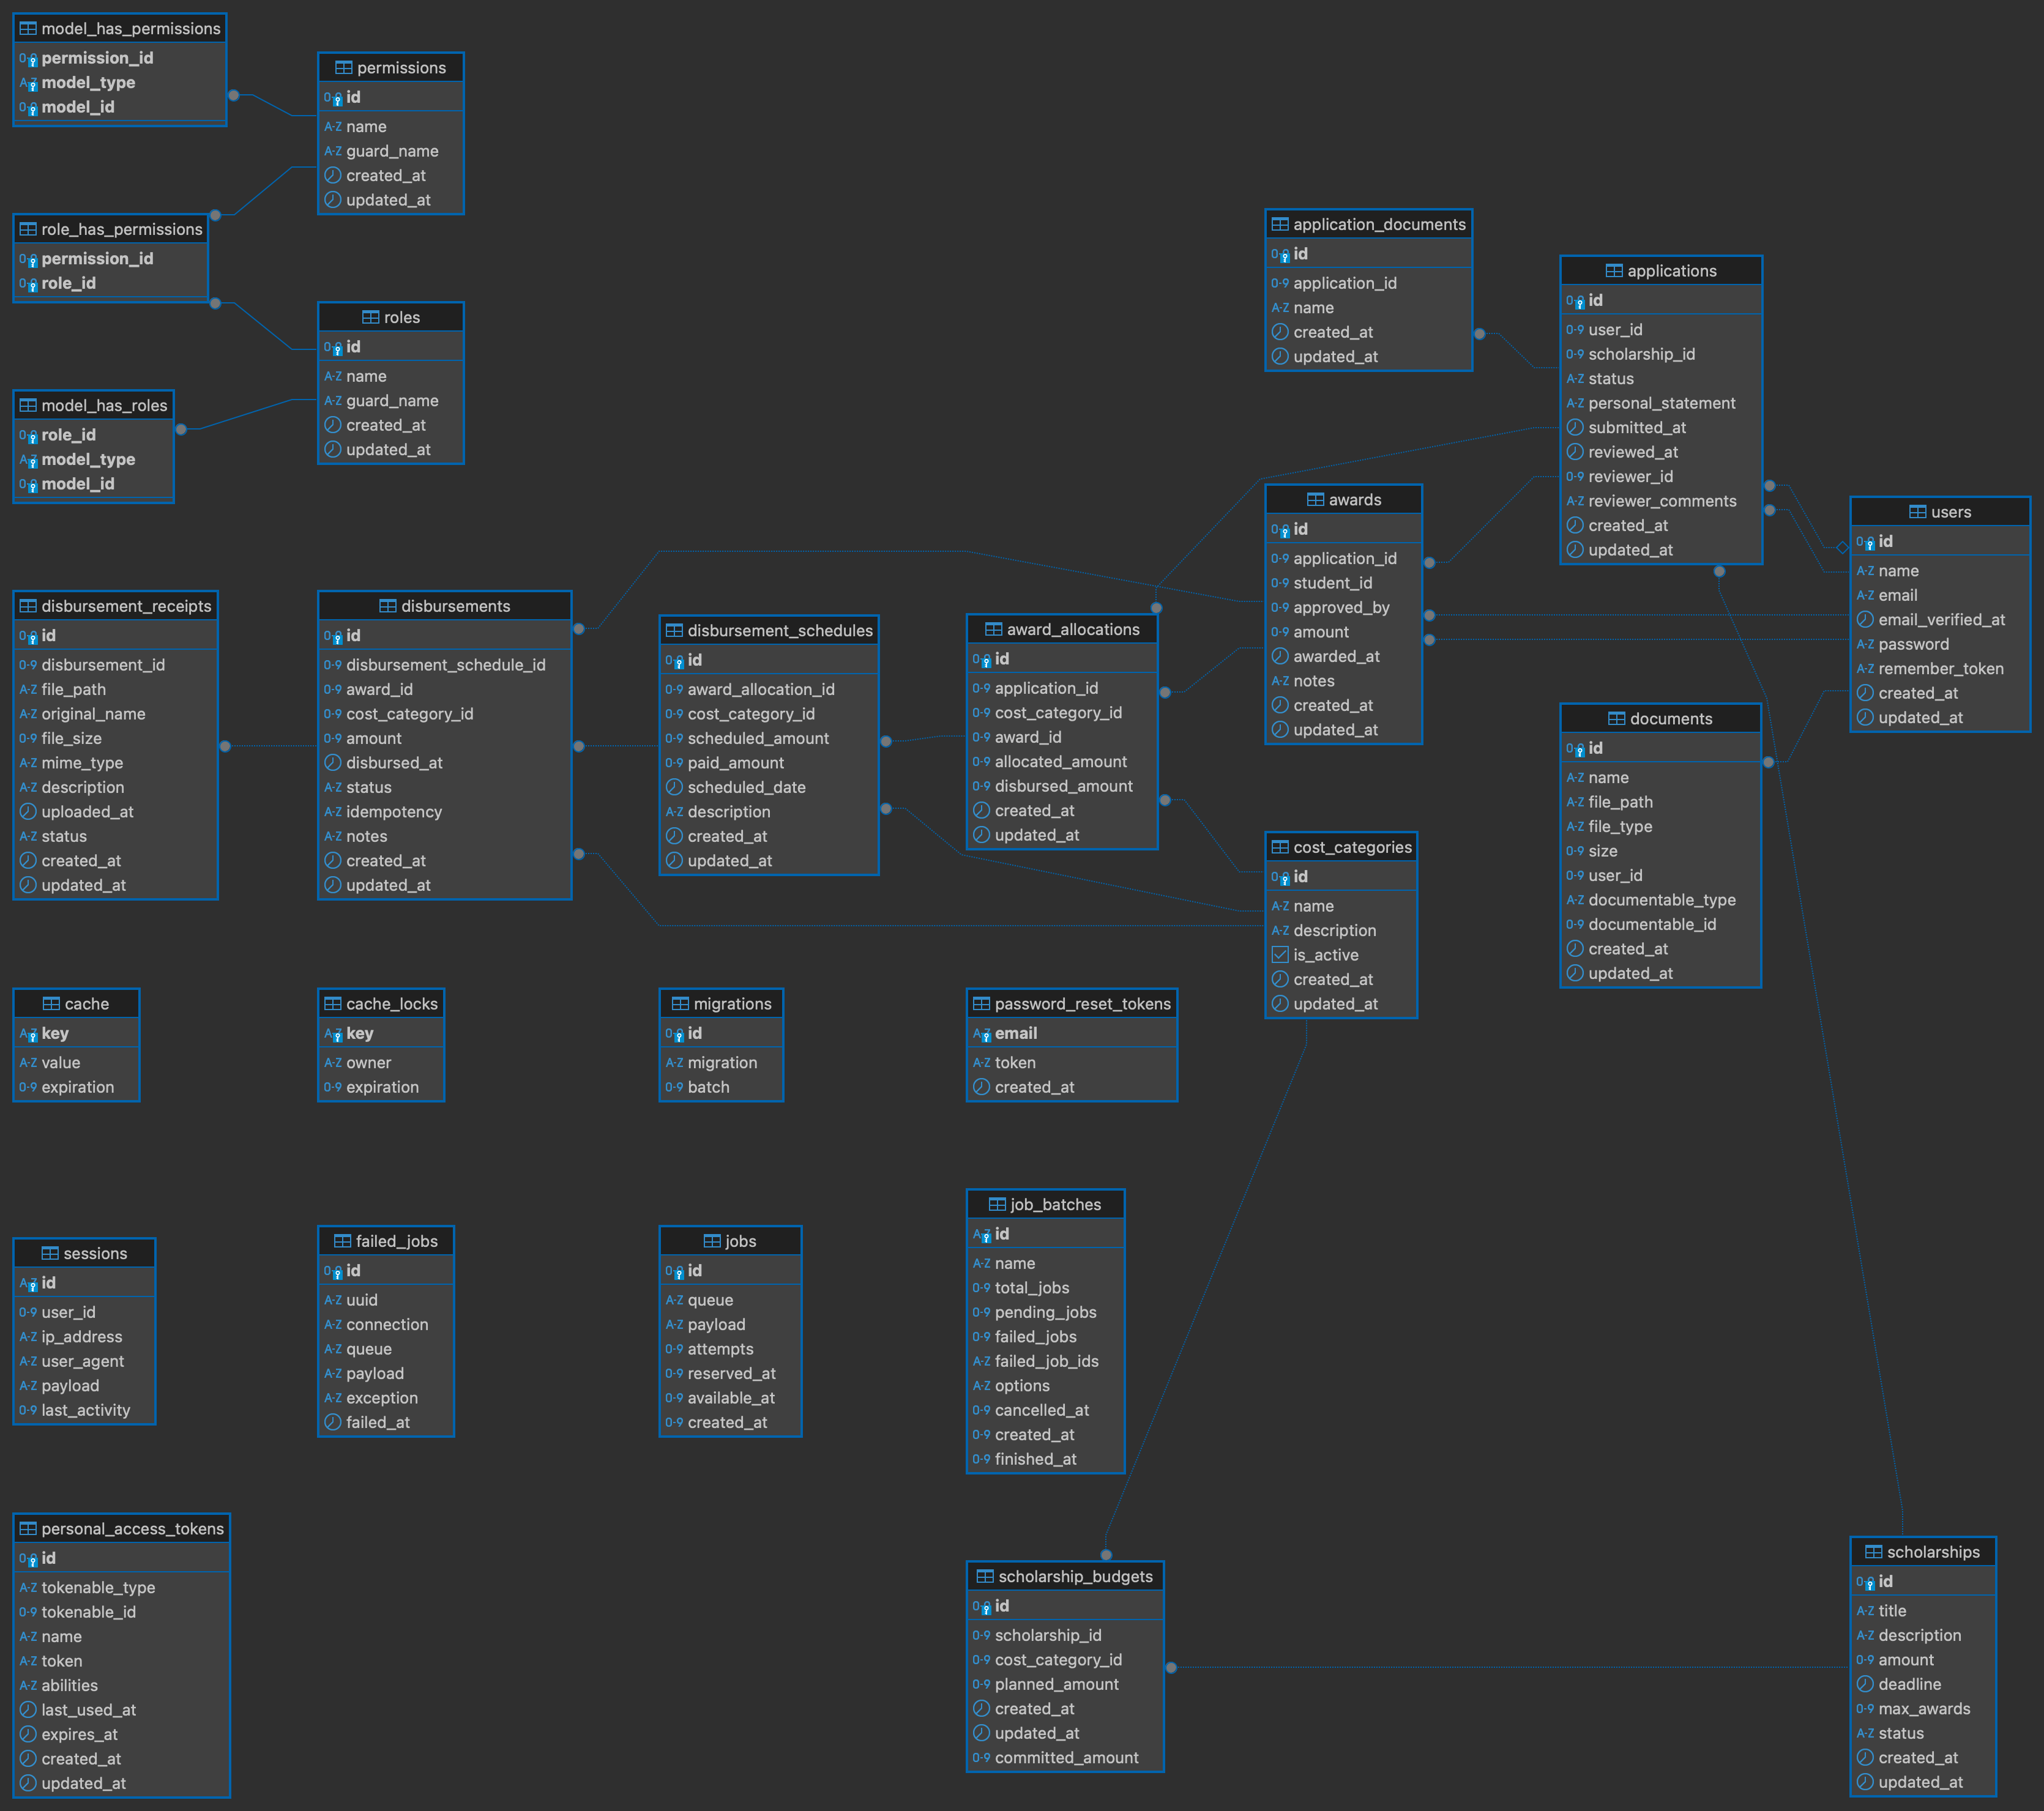 model_has_permissions
permission_id
model_type
model_id
permissions
id
name
guard_name
created_at
updated_at
role_has_permissions
permission_id
role_id
roles
id
name
guard_name
created_at
updated_at
model_has_roles
role_id
model_type
model_id
application_documents
id
application_id
name
created_at
updated_at
applications
id
user_id
scholarship_id
status
personal_statement
submitted_at
reviewed_at
reviewer_id
reviewer_comments
created_at
updated_at
awards
id
application_id
student_id
approved_by
amount
awarded_at
notes
created_at
updated_at
users
id
name
email
email_verified_at
password
remember_token
created_at
updated_at
disbursement_receipts
id
disbursement_id
file_path
original_name
file_size
mime_type
description
uploaded_at
status
created_at
updated_at
disbursements
id
disbursement_schedule_id
award_id
cost_category_id
amount
disbursed_at
status
idempotency
notes
created_at
updated_at
disbursement_schedules
id
award_allocation_id
cost_category_id
scheduled_amount
paid_amount
scheduled_date
description
created_at
updated_at
award_allocations
id
application_id
cost_category_id
award_id
allocated_amount
disbursed_amount
created_at
updated_at
documents
id
name
file_path
file_type
size
user_id
documentable_type
documentable_id
created_at
updated_at
cost_categories
id
name
description
is_active
created_at
updated_at
cache
key
value
expiration
cache_locks
key
owner
expiration
migrations
id
migration
batch
password_reset_tokens
email
token
created_at
sessions
id
user_id
ip_address
user_agent
payload
last_activity
failed_jobs
id
uuid
connection
queue
payload
exception
failed_at
jobs
id
queue
payload
attempts
reserved_at
available_at
created_at
job_batches
id
name
total_jobs
pending_jobs
failed_jobs
failed_job_ids
options
cancelled_at
created_at
finished_at
personal_access_tokens
id
tokenable_type
tokenable_id
name
token
abilities
last_used_at
expires_at
created_at
updated_at
scholarship_budgets
id
scholarship_id
cost_category_id
planned_amount
created_at
updated_at
committed_amount
scholarships
id
title
description
amount
deadline
max_awards
status
created_at
updated_at